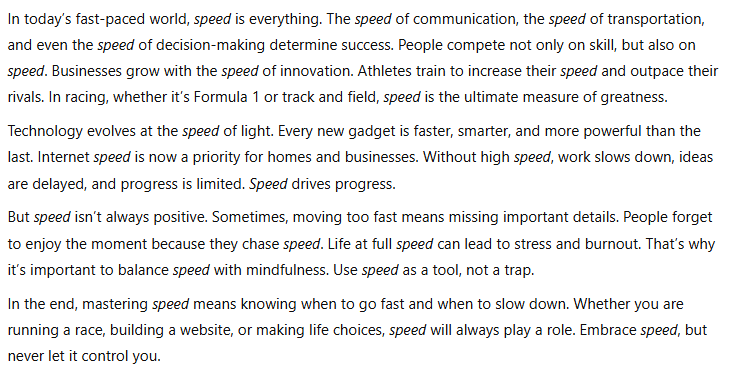 In today's fast-paced world, speed is everything. The speed of communication, the speed of transportation,
and even the speed of decision-making determine success. People compete not only on skill, but also on
speed. Businesses grow with the speed of innovation. Athletes train to increase their speed and outpace their
rivals. In racing, whether it's Formula 1 or track and field, speed is the ultimate measure of greatness.
Technology evolves at the speed of light. Every new gadget is faster, smarter, and more powerful than the
last. Internet speed is now a priority for homes and businesses. Without high speed, work slows down, ideas
are delayed, and progress is limited. Speed drives progress.
But speed isn't always positive. Sometimes, moving too fast means missing important details. People forget
to enjoy the moment because they chase speed. Life at full speed can lead to stress and burnout. That's why
it's important to balance speed with mindfulness. Use speed as a tool, not a trap.
In the end, mastering speed means knowing when to go fast and when to slow down. Whether you are
running a race, building a website, or making life choices, speed will always play a role. Embrace speed, but
never let it control you.